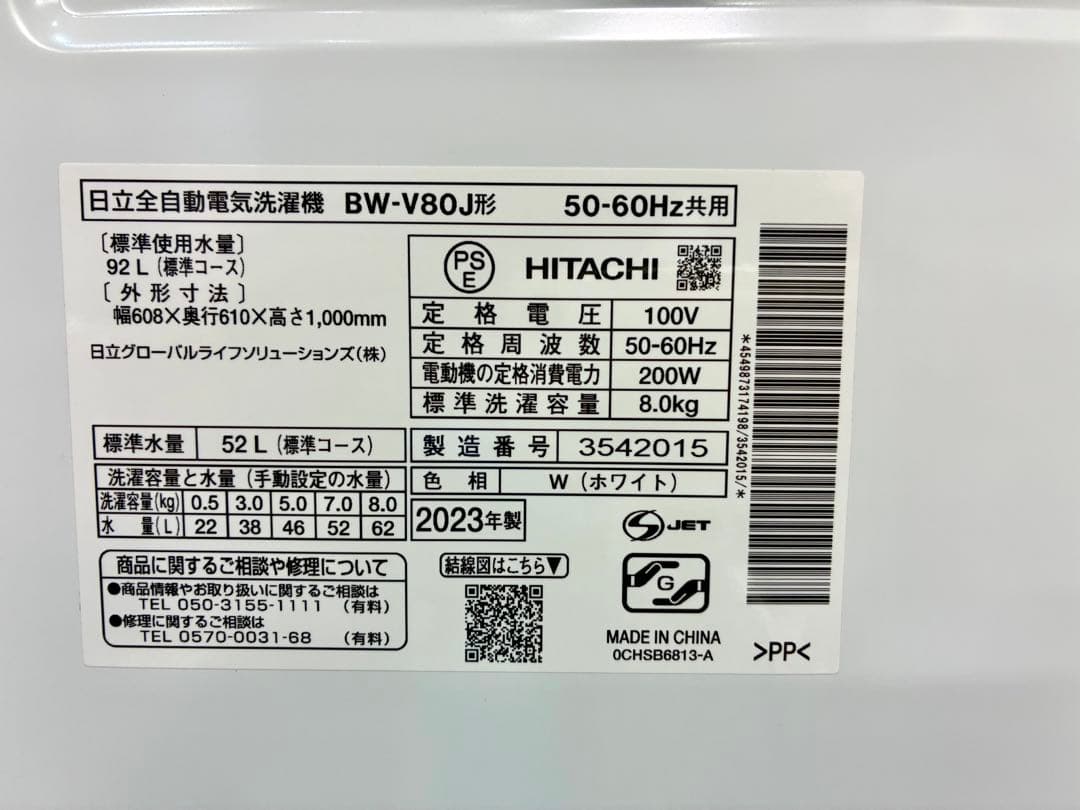 日立全自動電気洗濯機 BW-V80J形 50-60Hz共用
〔標準使用水量〕
92 L（標準コース）
〔外形寸法〕
幅608×奥行610×高さ1,000mm
日立グローバルライフソリューションズ（株）
PS
E
HITACHI
定格電圧 100V
定格周波数 50-60Hz
電動機の定格消費電力 200W
標準洗濯容量 8.0kg
標準水量 52 L（標準コース）
洗濯容量と水量（手動設定の水量）
洗濯容量(kg) 0.5 3.0 5.0 7.0 8.0
水量(L) 22 38 46 52 62
製造番号 3542015
色相 W（ホワイト）
2023年製
S JET
商品に関するご相談や修理について
●商品情報やお取り扱いに関するご相談は
TEL 050-3155-1111 （有料）
●修理に関するご相談は
TEL 0570-0031-68 （有料）
結線図はこちら▼
G
MADE IN CHINA
0CHSB6813-A
>PP<
*4549873174198/3542015/*